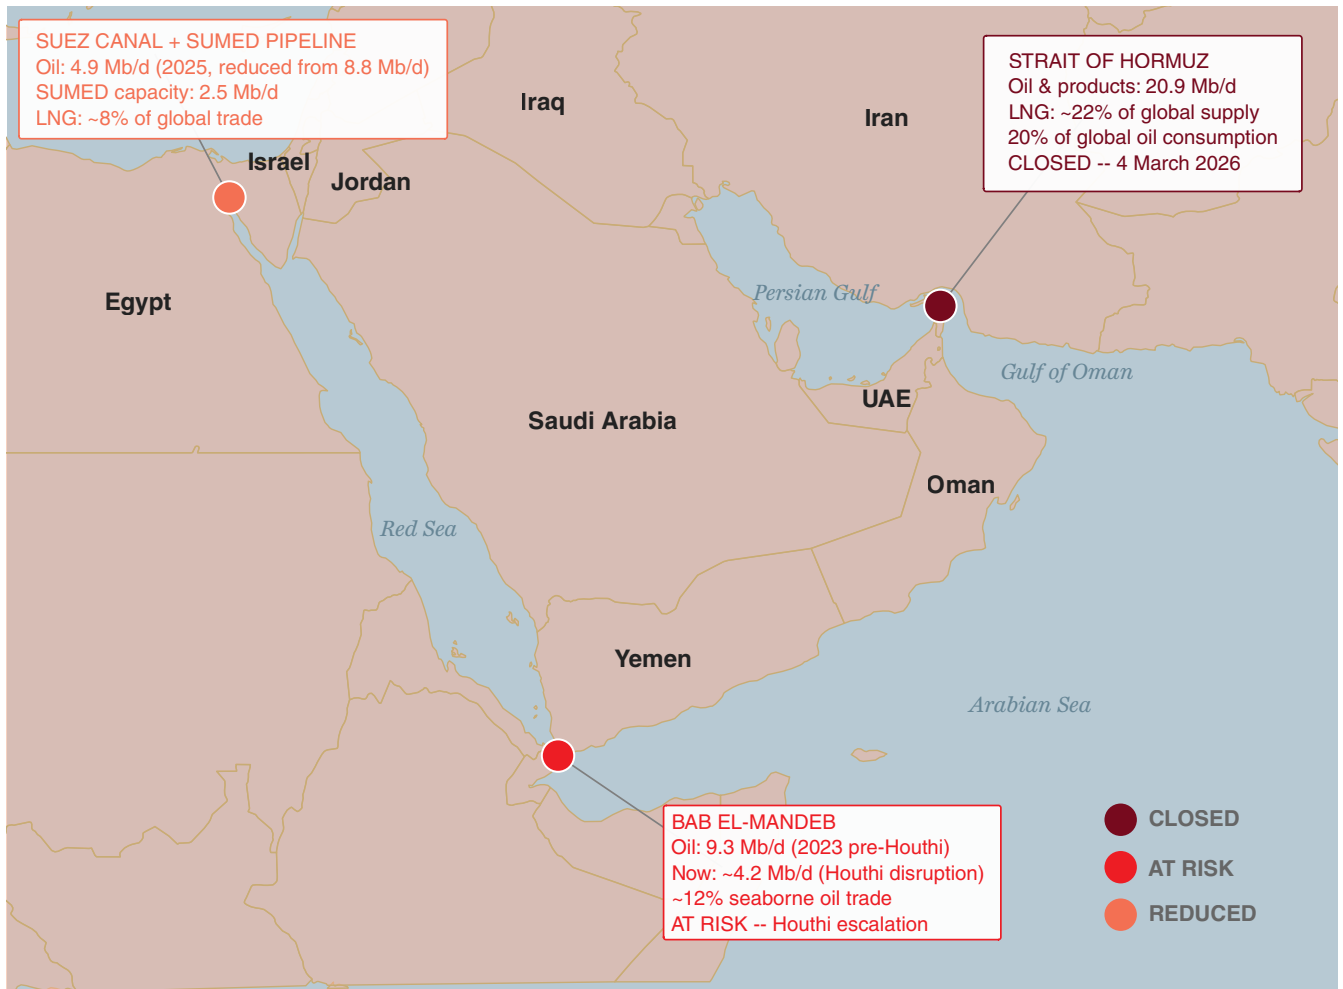 SUEZ CANAL + SUMED PIPELINE
Oil: 4.9 Mb/d (2025, reduced from 8.8 Mb/d)
SUMED capacity: 2.5 Mb/d
LNG: ~8% of global trade
STRAIT OF HORMUZ
Oil & products: 20.9 Mb/d
LNG: ~22% of global supply
20% of global oil consumption
CLOSED -- 4 March 2026
Iraq
Iran
Israel
Jordan
Egypt
Persian Gulf
Gulf of Oman
UAE
Saudi Arabia
Oman
Red Sea
Yemen
Arabian Sea
BAB EL-MANDEB
Oil: 9.3 Mb/d (2023 pre-Houthi)
Now: ~4.2 Mb/d (Houthi disruption)
~12% seaborne oil trade
AT RISK -- Houthi escalation
CLOSED
AT RISK
REDUCED